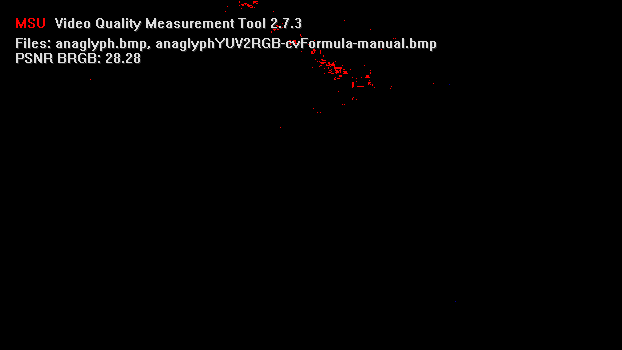 MSU Video Quality Measurement Tool 2.7.3
Files: anaglyph.bmp, anaglyphYUV2RGB-cvFormula-manual.bmp
PSNR BRGB: 28.28